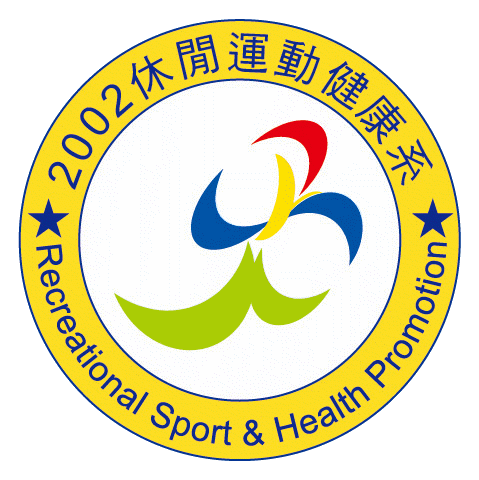 2002休閒運動健康系
Recreational Sport & Health Promotion